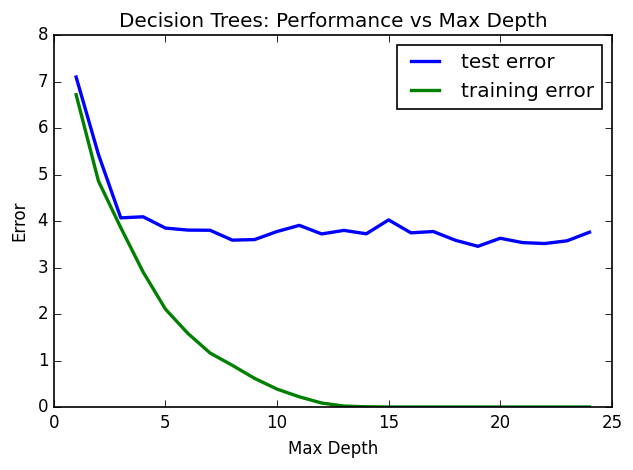 Decision Trees: Performance vs Max Depth
8
7
6
5
4
3
2
1
0
Error
test error
training error
0 5 10 15 20 25
Max Depth